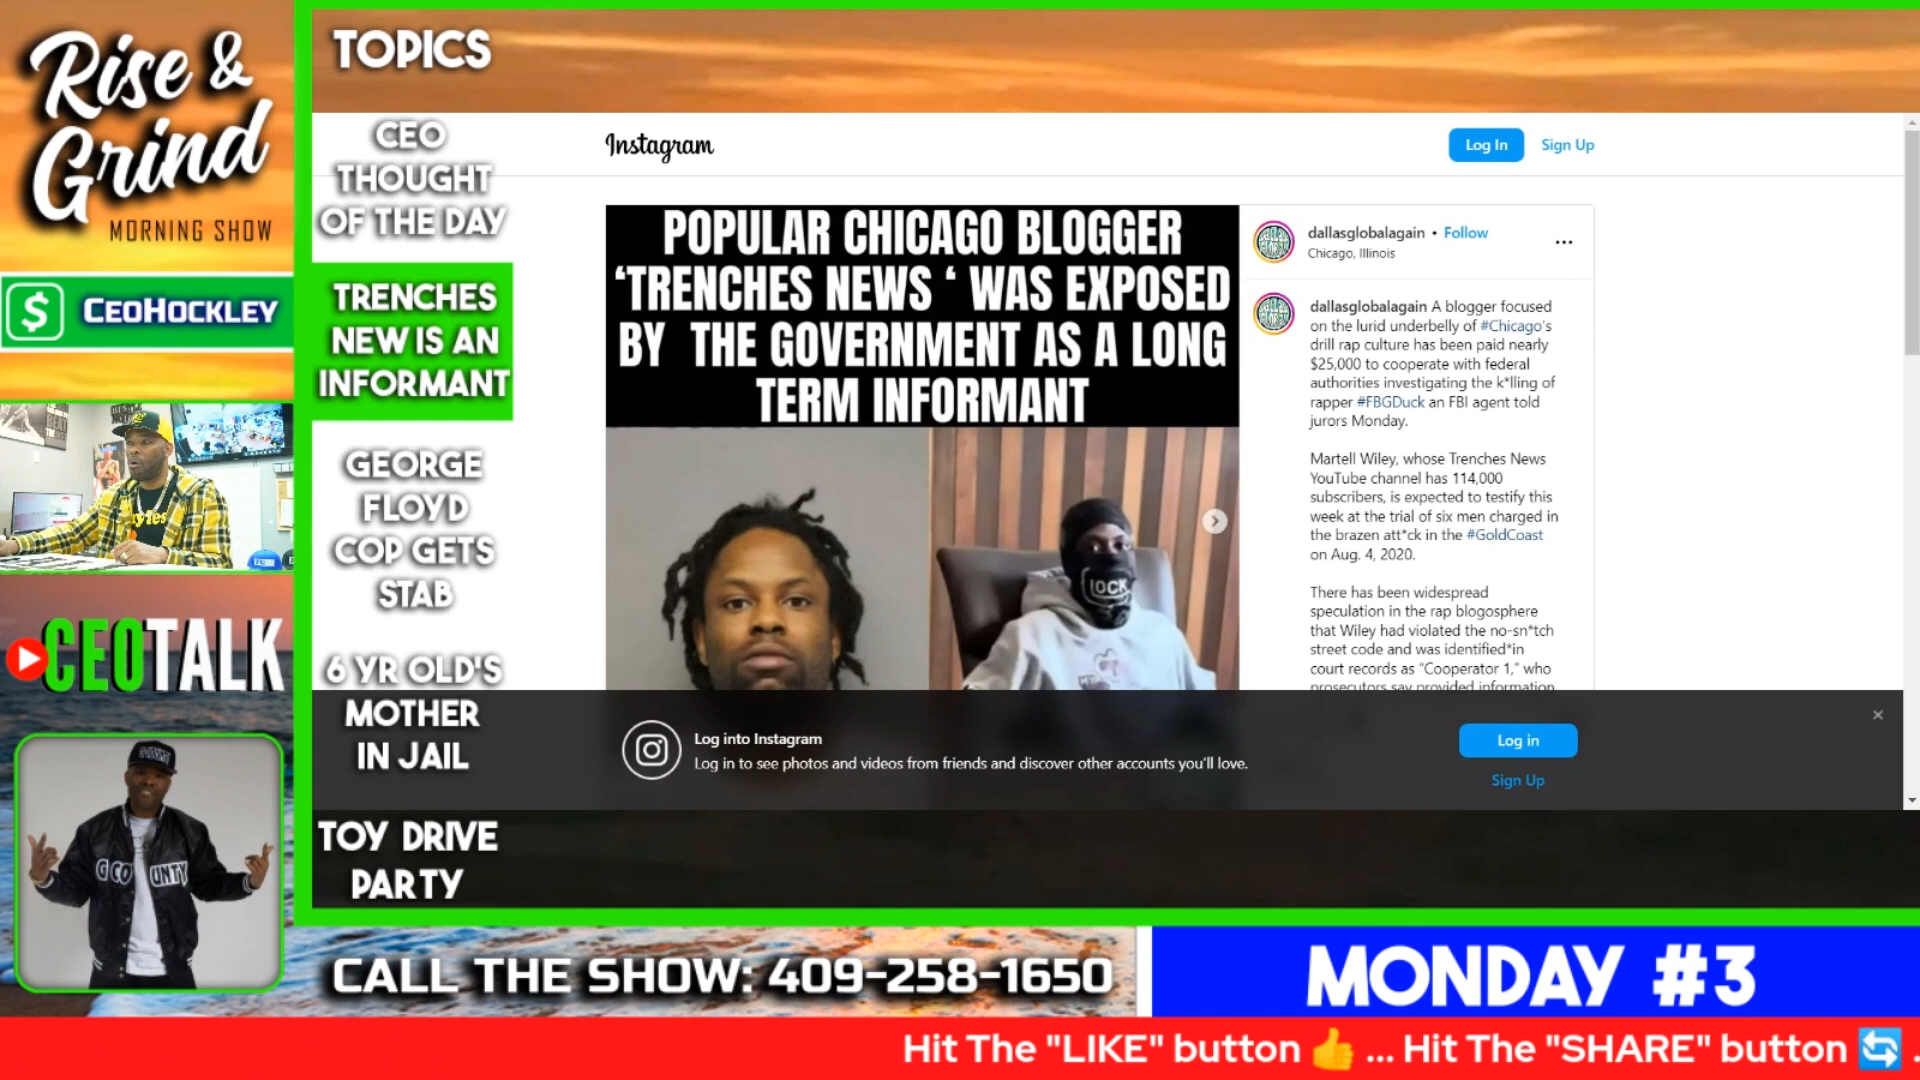 Rise &
Grind
MORNING SHOW
$ CEOHOCKLEY
CEOTALK
G CO UNTY
TOPICS
CEO
THOUGHT
OF THE DAY
TRENCHES
NEW IS AN
INFORMANT
GEORGE
FLOYD
COP GETS
STAB
6 YR OLD'S
MOTHER
IN JAIL
TOY DRIVE
PARTY
Instagram
Log In
Sign Up
POPULAR CHICAGO BLOGGER
‘TRENCHES NEWS ‘ WAS EXPOSED
BY THE GOVERNMENT AS A LONG
TERM INFORMANT
LOCK
dallasglobalagain • Follow
Chicago, Illinois
dallasglobalagain A blogger focused
on the lurid underbelly of #Chicago's
drill rap culture has been paid nearly
$25,000 to cooperate with federal
authorities investigating the k*lling of
rapper #FBGDuck an FBI agent told
jurors Monday.
Martell Wiley, whose Trenches News
YouTube channel has 114,000
subscribers, is expected to testify this
week at the trial of six men charged in
the brazen att*ck in the #GoldCoast
on Aug. 4, 2020.
There has been widespread
speculation in the rap blogosphere
that Wiley had violated the no-sn*tch
street code and was identified*in
court records as “Cooperator 1,” who
prosecutors say provided information
Log into Instagram
Log in to see photos and videos from friends and discover other accounts you'll love.
Log in
Sign Up
CALL THE SHOW: 409-258-1650
MONDAY #3
Hit The "LIKE" button 👍 ... Hit The "SHARE" button 🔄 .